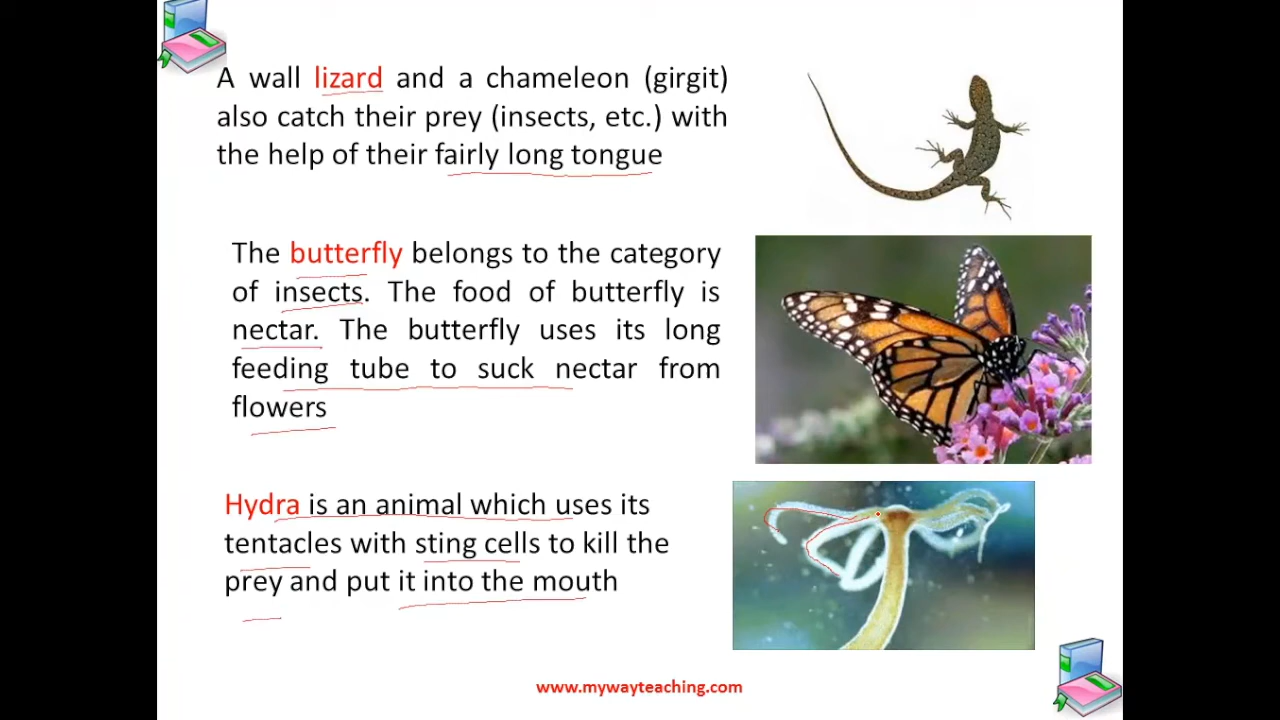 A wall lizard and a chameleon (girgit)
also catch their prey (insects, etc.) with
the help of their fairly long tongue
The butterfly belongs to the category
of insects. The food of butterfly is
nectar. The butterfly uses its long
feeding tube to suck nectar from
flowers
Hydra is an animal which uses its
tentacles with sting cells to kill the
prey and put it into the mouth
www.mywayteaching.com